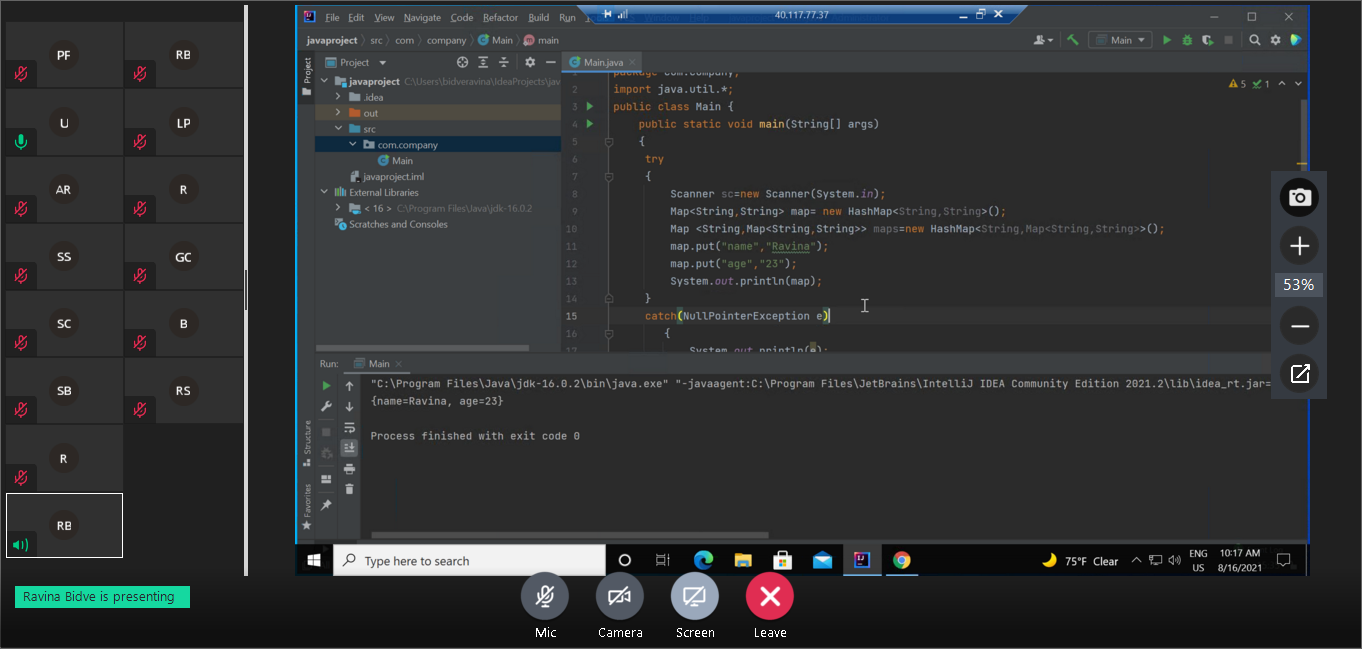 PF
RB
U
LP
AR
R
SS
GC
SC
B
SB
RS
R
RB
Ravina Bidve is presenting
40.117.77.37
File Edit View Navigate Code Refactor Build Run
javaproject src com company Main main
Main
Project
Project
Main.java
javaproject C:\Users\bidveravina\IdeaProjects\jav
.idea
out
src
com.company
Main
javaproject.iml
External Libraries
< 16 > C:\Program Files\Java\jdk-16.0.2
Scratches and Consoles
5 1
package com.company;
2 import java.util.*;
3 public class Main {
4 public static void main(String[] args)
5 {
6 try
7 {
8 Scanner sc=new Scanner(System.in);
9 Map<String,String> map= new HashMap<String,String>();
10 Map <String,Map<String,String>> maps=new HashMap<String,Map<String,String>>();
11 map.put("name","Ravina");
12 map.put("age","23");
13 System.out.println(map);
14 }
15 catch(NullPointerException e)
16 {
17 System.out.println(e);
Run: Main
"C:\Program Files\Java\jdk-16.0.2\bin\java.exe" "-javaagent:C:\Program Files\JetBrains\IntelliJ IDEA Community Edition 2021.2\lib\idea_rt.jar=
{name=Ravina, age=23}
Process finished with exit code 0
Structure
Favorites
53%
Type here to search
75°F Clear
ENG
US
10:17 AM
8/16/2021
Mic
Camera
Screen
Leave